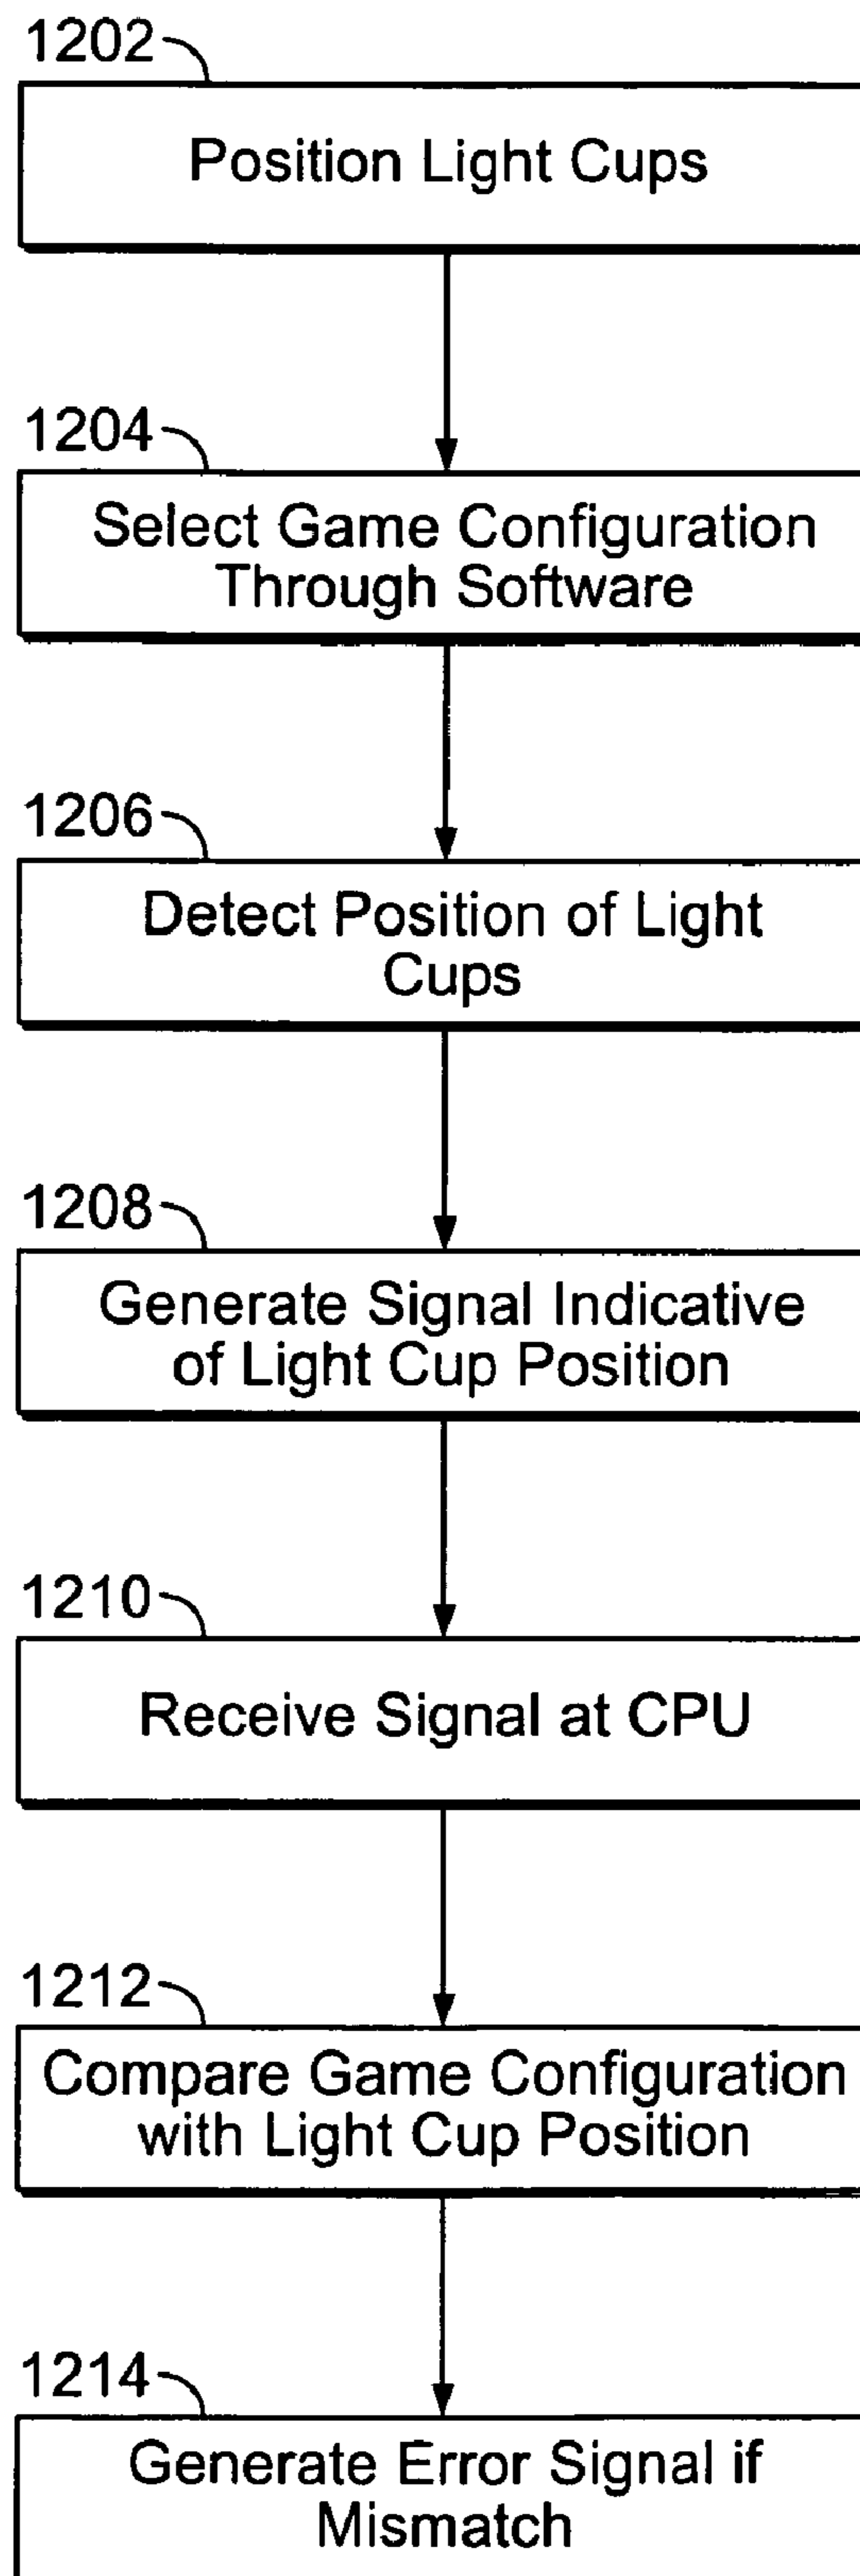 1202
Position Light Cups
1204
Select Game Configuration
Through Software
1206
Detect Position of Light
Cups
1208
Generate Signal Indicative
of Light Cup Position
1210
Receive Signal at CPU
1212
Compare Game Configuration
with Light Cup Position
1214
Generate Error Signal if
Mismatch